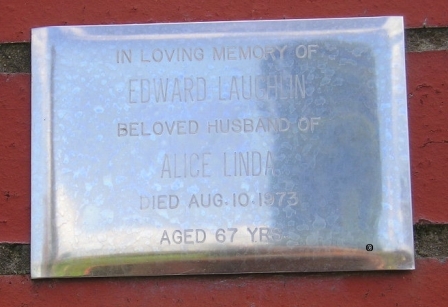 IN LOVING MEMORY OF
EDWARD LAUGHLIN
BELOVED HUSBAND OF
ALICE LINDA
DIED AUG. 10. 1973
AGED 67 YRS.
®